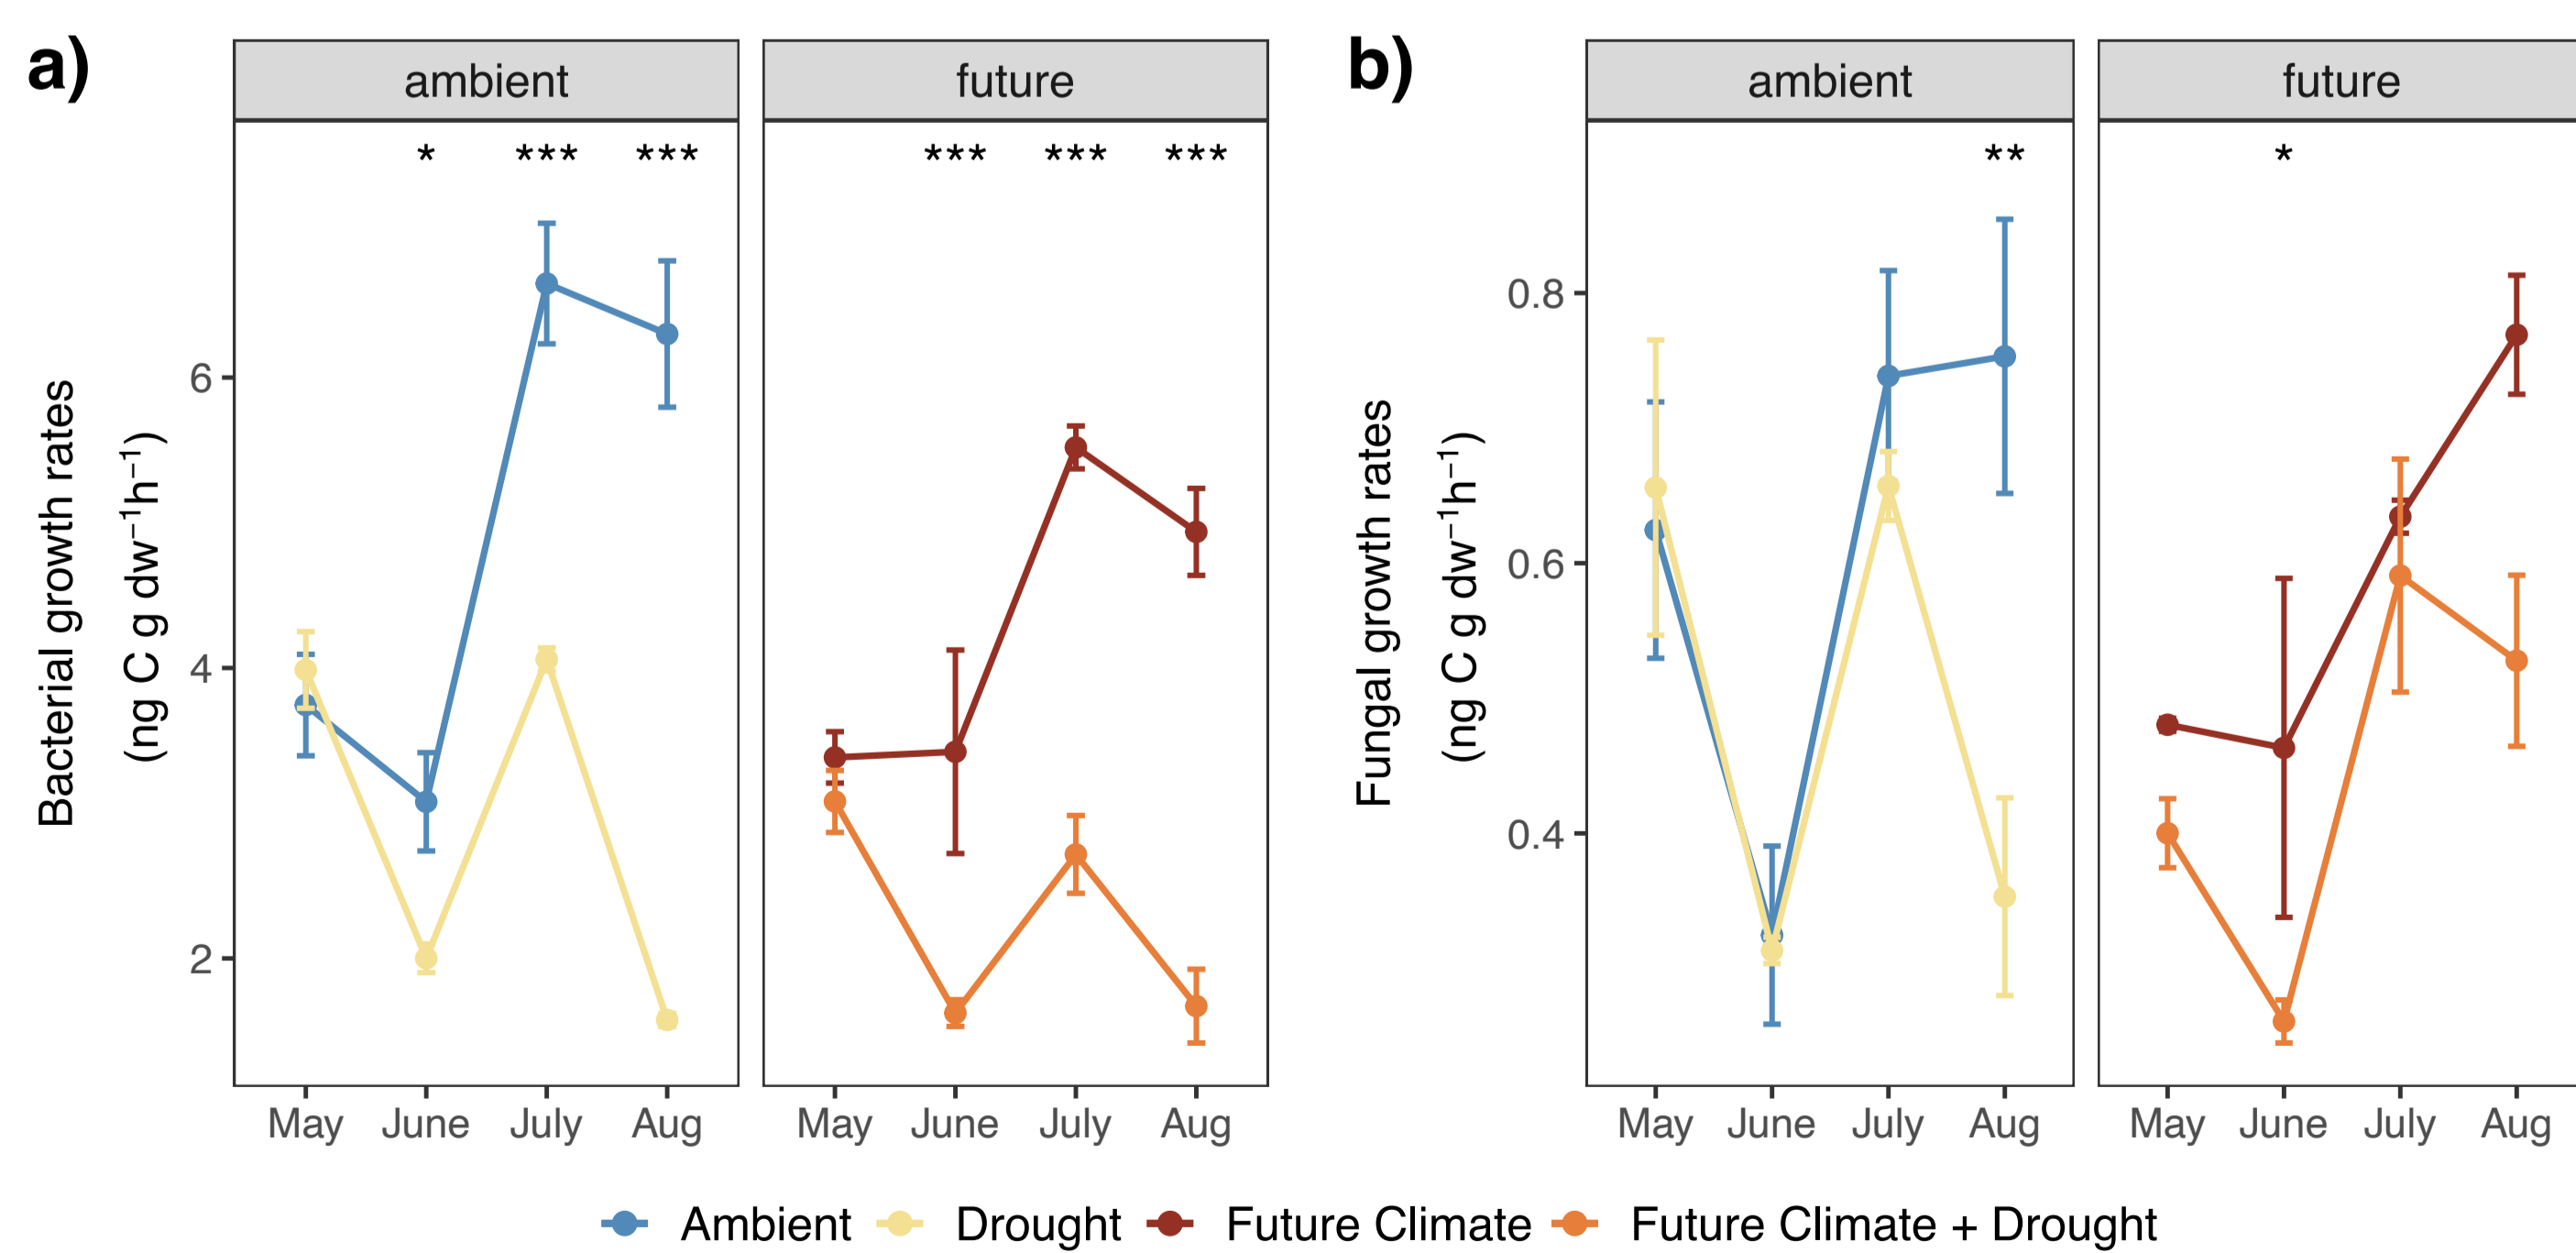 a)
ambient
future
* *** ***
*** *** ***
Bacterial growth rates
(ng C g dw⁻¹h⁻¹)
6
4
2
May June July Aug
May June July Aug
b)
ambient
future
**
*
Fungal growth rates
(ng C g dw⁻¹h⁻¹)
0.8
0.6
0.4
May June July Aug
May June July Aug
Ambient Drought Future Climate Future Climate + Drought